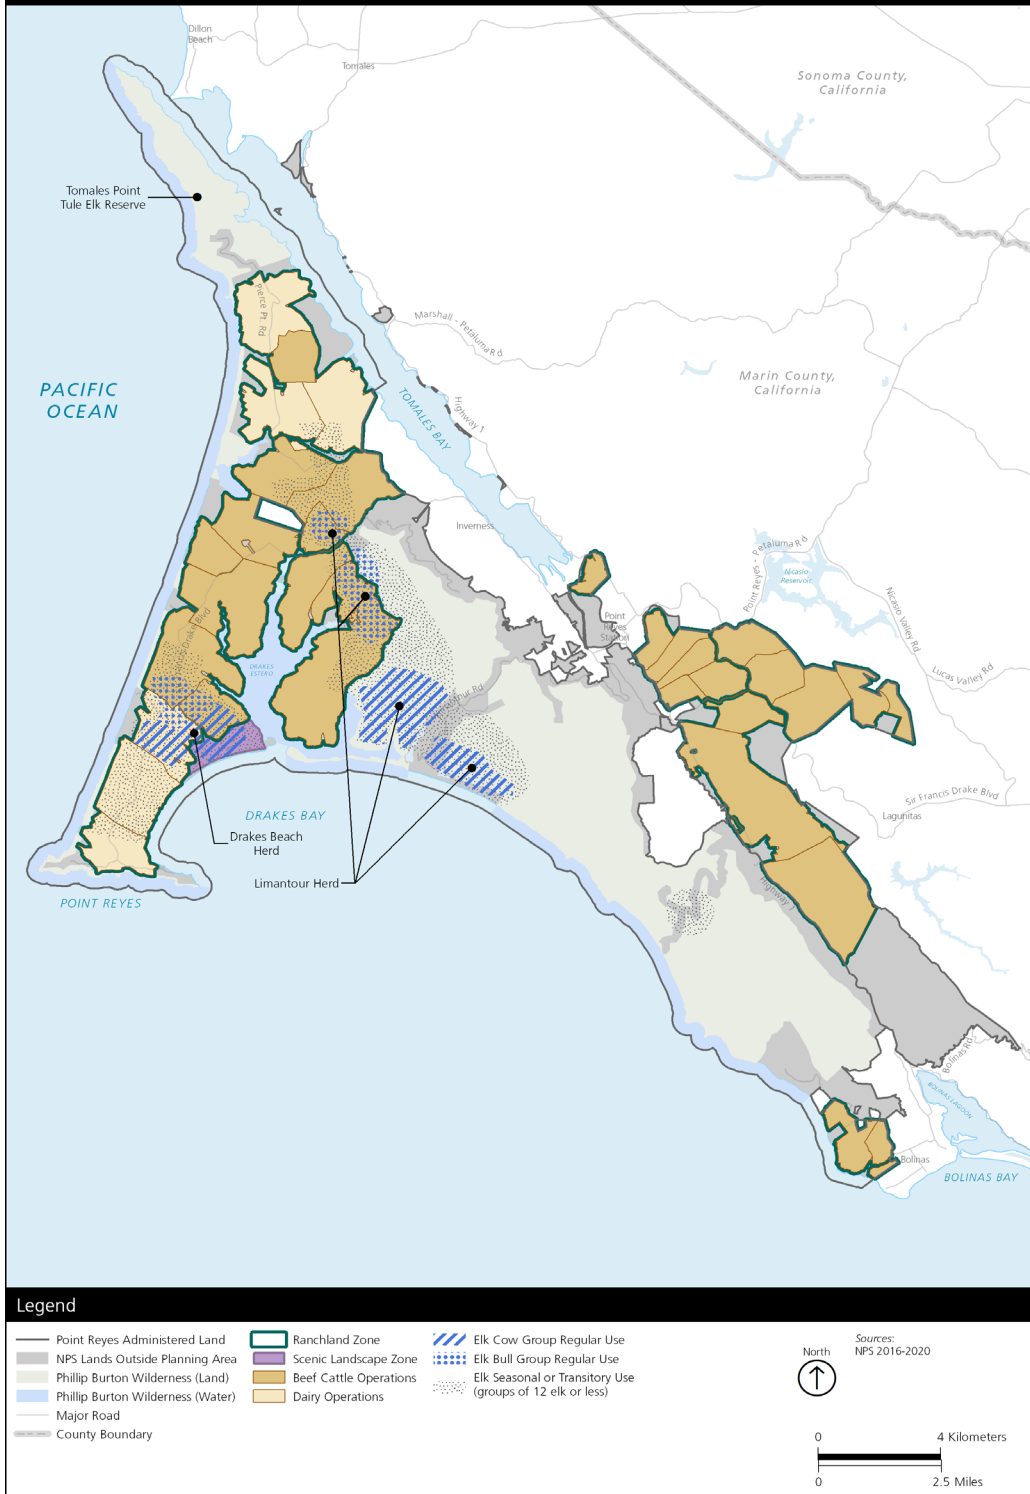 Dillon
Beach
Tomales
Sonoma County,
California
Tomales Point
Tule Elk Reserve
Pierce Pt. Rd
Marshall - Petaluma Rd
PACIFIC
OCEAN
TOMALES BAY
Highway 1
Marin County,
California
Inverness
Point Reyes - Petaluma Rd
Nicasio
Reservoir
Nicasio Valley Rd
Point
Reyes
Station
Lucas Valley Rd
Drake Blvd
DRAKES
ESTERO
Rd
Sir Francis Drake Blvd
Lagunitas
DRAKES BAY
Drakes Beach
Herd
Limantour Herd
POINT REYES
Highway 1
Bolinas Rd
BOLINAS LAGOON
Bolinas
BOLINAS BAY
Legend
Point Reyes Administered Land
NPS Lands Outside Planning Area
Phillip Burton Wilderness (Land)
Phillip Burton Wilderness (Water)
Major Road
County Boundary
Ranchland Zone
Scenic Landscape Zone
Beef Cattle Operations
Dairy Operations
Elk Cow Group Regular Use
Elk Bull Group Regular Use
Elk Seasonal or Transitory Use
(groups of 12 elk or less)
Sources:
NPS 2016-2020
North
0 4 Kilometers
0 2.5 Miles